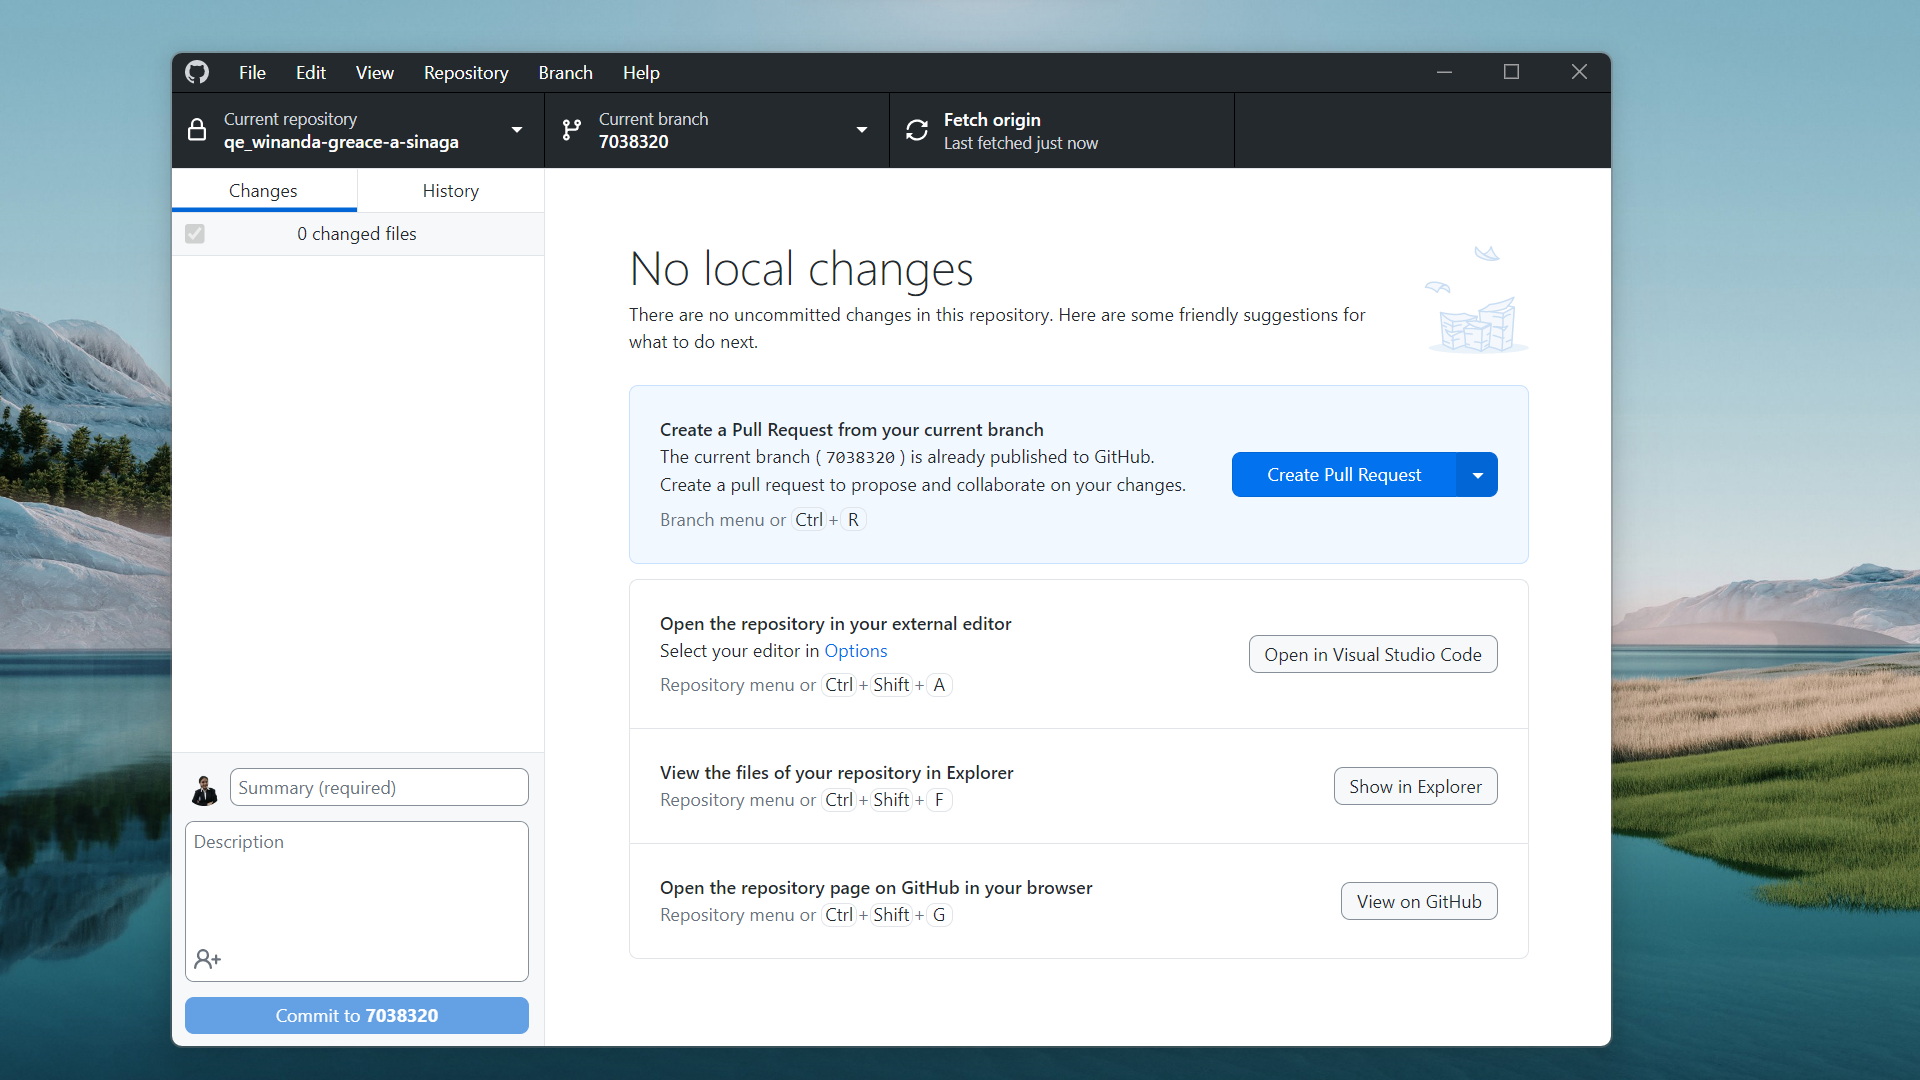 File Edit View Repository Branch Help
Current repository
qe_winanda-greace-a-sinaga
Current branch
7038320
Fetch origin
Last fetched just now
Changes
History
0 changed files
No local changes
There are no uncommitted changes in this repository. Here are some friendly suggestions for
what to do next.
Create a Pull Request from your current branch
The current branch ( 7038320 ) is already published to GitHub.
Create a pull request to propose and collaborate on your changes.
Branch menu or Ctrl + R
Create Pull Request
Open the repository in your external editor
Select your editor in Options
Repository menu or Ctrl + Shift + A
Open in Visual Studio Code
View the files of your repository in Explorer
Repository menu or Ctrl + Shift + F
Show in Explorer
Open the repository page on GitHub in your browser
Repository menu or Ctrl + Shift + G
View on GitHub
Summary (required)
Description
Commit to 7038320